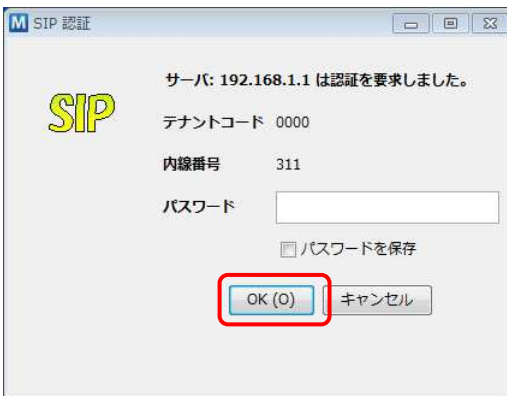 M SIP 認証
サーバ: 192.168.1.1 は認証を要求しました。
SIP
テナントコード 0000
内線番号 311
パスワード
パスワードを保存
OK (O) キャンセル